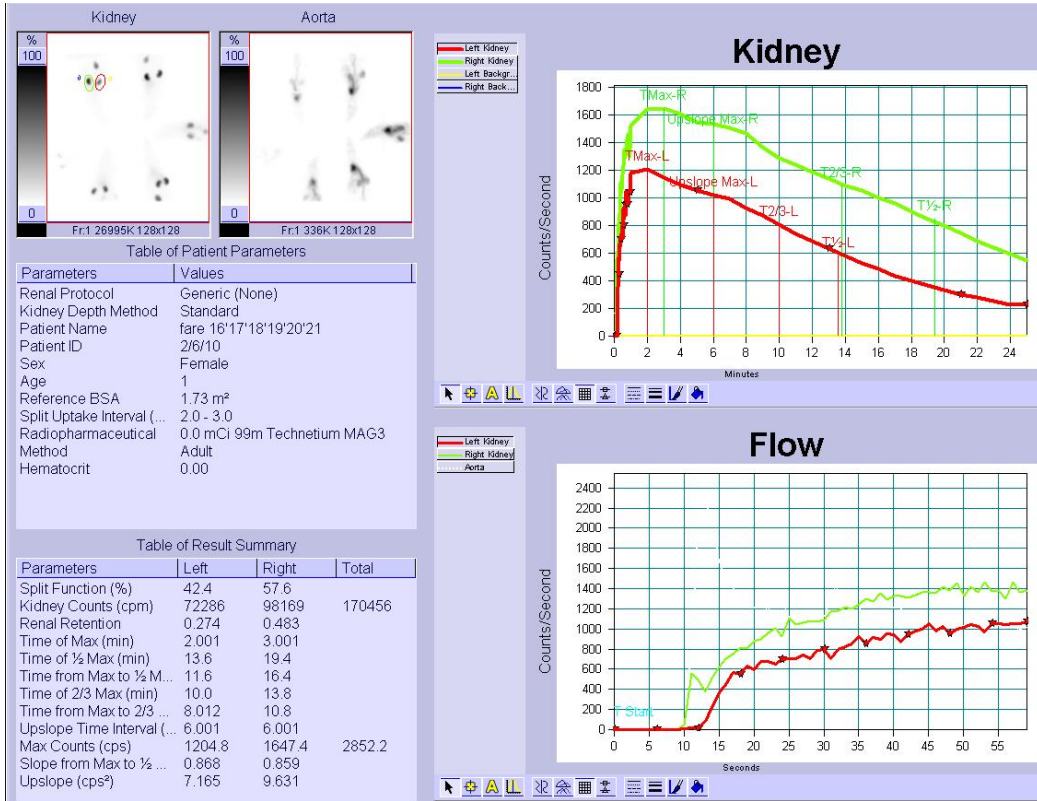 Kidney
Aorta
%
100
0
Fr:1 26995K 128x128
%
100
0
Fr:1 336K 128x128
Table of Patient Parameters
Parameters Values
Renal Protocol Generic (None)
Kidney Depth Method Standard
Patient Name fare 16'17'18'19'20'21
Patient ID 2/6/10
Sex Female
Age 1
Reference BSA 1.73 m²
Split Uptake Interval (... 2.0 - 3.0
Radiopharmaceutical 0.0 mCi 99m Technetium MAG3
Method Adult
Hematocrit 0.00
Table of Result Summary
Parameters Left Right Total
Split Function (%) 42.4 57.6
Kidney Counts (cpm) 72286 98169 170456
Renal Retention 0.274 0.483
Time of Max (min) 2.001 3.001
Time of ½ Max (min) 13.6 19.4
Time from Max to ½ M... 11.6 16.4
Time of 2/3 Max (min) 10.0 13.8
Time from Max to 2/3 ... 8.012 10.8
Upslope Time Interval (... 6.001 6.001
Max Counts (cps) 1204.8 1647.4 2852.2
Slope from Max to ½ ... 0.868 0.859
Upslope (cps²) 7.165 9.631
Left Kidney
Right Kidney
Left Backgr...
Right Back...
Kidney
1800
1600
1400
1200
1000
800
600
400
200
0
Counts/Second
TMax-R
Upslope Max-R
TMax-L
Upslope Max-L
T2/3-R
T2/3-L
T½-R
T½-L
0 2 4 6 8 10 12 14 16 18 20 22 24
Minutes
A
Left Kidney
Right Kidney
Aorta
Flow
2400
2200
2000
1800
1600
1400
1200
1000
800
600
400
200
0
Counts/Second
T Start
0 5 10 15 20 25 30 35 40 45 50 55
Seconds
A